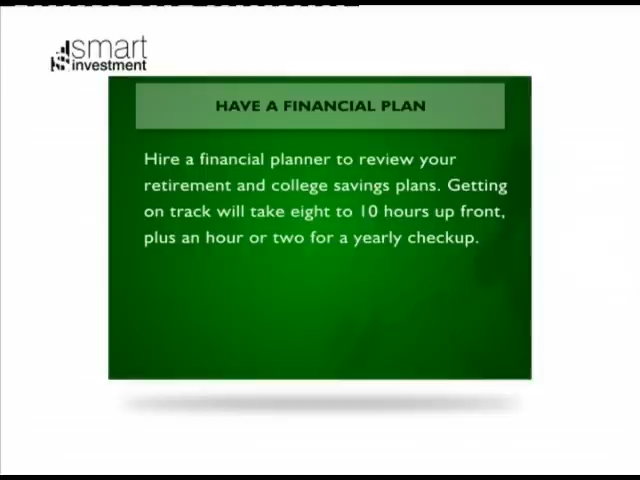 smart
investment
HAVE A FINANCIAL PLAN
Hire a financial planner to review your
retirement and college savings plans. Getting
on track will take eight to 10 hours up front,
plus an hour or two for a yearly checkup.